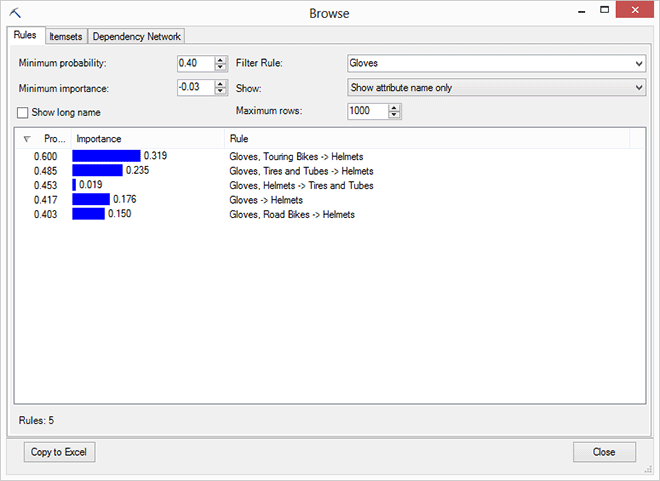 Browse
Rules Itemsets Dependency Network
Minimum probability: 0.40 Filter Rule: Gloves
Minimum importance: -0.03 Show: Show attribute name only
Show long name Maximum rows: 1000
Pro... Importance Rule
0.600 0.319 Gloves, Touring Bikes -> Helmets
0.485 0.235 Gloves, Tires and Tubes -> Helmets
0.453 0.019 Gloves, Helmets -> Tires and Tubes
0.417 0.176 Gloves -> Helmets
0.403 0.150 Gloves, Road Bikes -> Helmets
Rules: 5
Copy to Excel Close